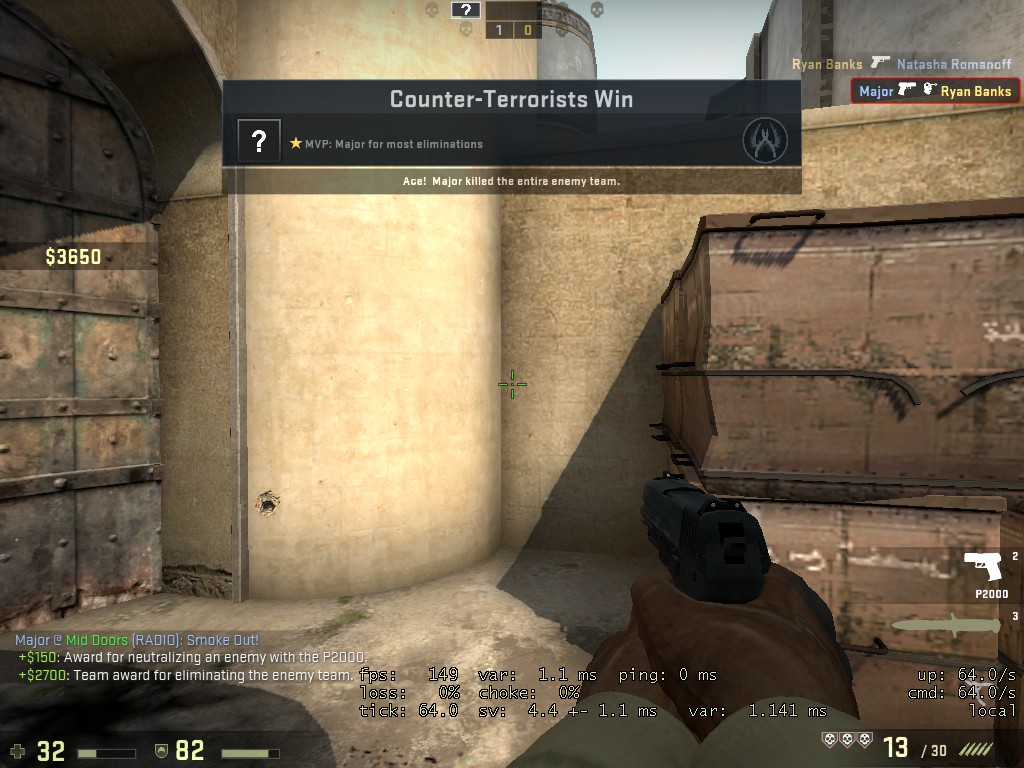 ?
1 0
Ryan Banks Natasha Romanoff
Major Ryan Banks
Counter-Terrorists Win
?
MVP: Major for most eliminations
Ace! Major killed the entire enemy team.
$3650
2
P2000
3
Major @ Mid Doors (RADIO): Smoke Out!
+$150: Award for neutralizing an enemy with the P2000.
+$2700: Team award for eliminating the enemy team.
fps: 149 var: 1.1 ms ping: 0 ms
loss: 0% choke: 0%
tick: 64.0 sv: 4.4 +- 1.1 ms var: 1.141 ms
up: 64.0/s
cmd: 64.0/s
local
32 82
13 / 30